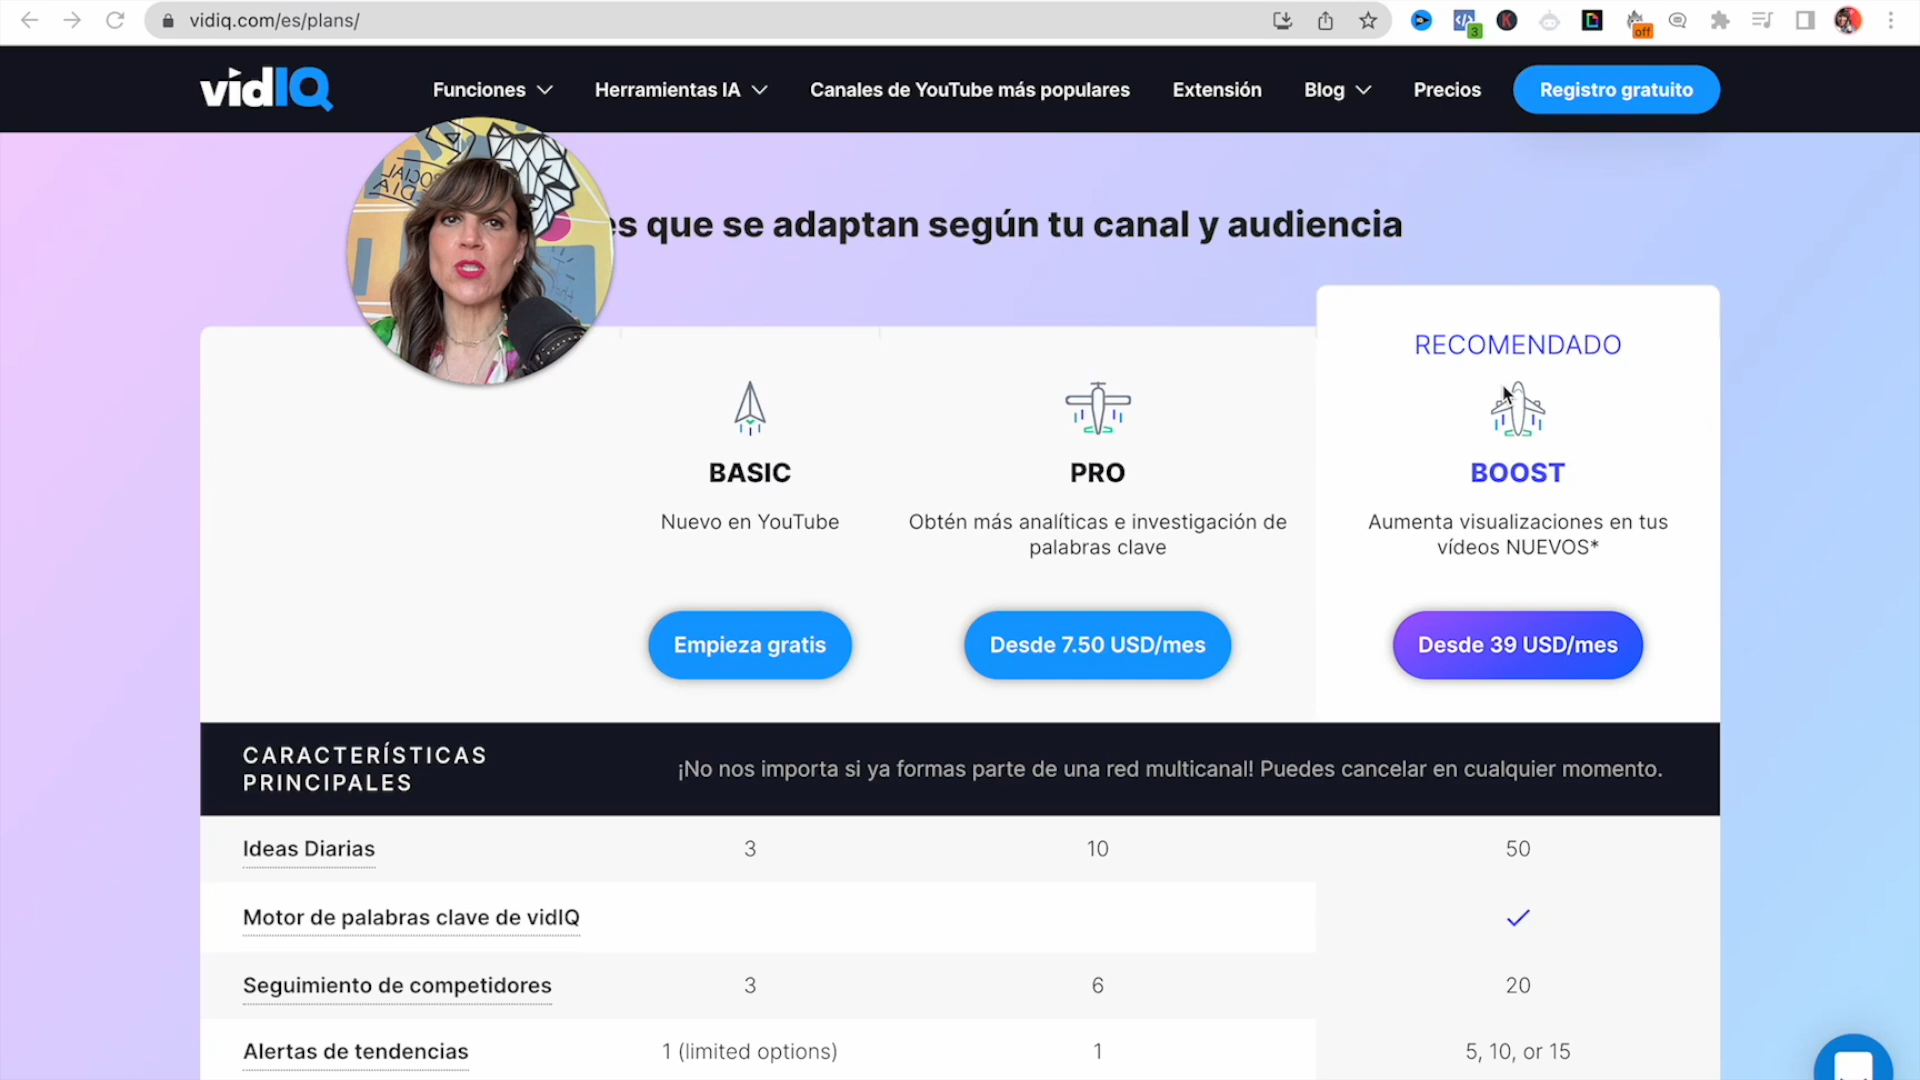 vidiq.com/es/plans/
3
K
off
vidIQ
Funciones
Herramientas IA
Canales de YouTube más populares
Extensión
Blog
Precios
Registro gratuito
SOCIAL
es que se adaptan según tu canal y audiencia
RECOMENDADO
BASIC
PRO
BOOST
Nuevo en YouTube
Obtén más analíticas e investigación de
palabras clave
Aumenta visualizaciones en tus
vídeos NUEVOS*
Empieza gratis
Desde 7.50 USD/mes
Desde 39 USD/mes
CARACTERÍSTICAS
PRINCIPALES
¡No nos importa si ya formas parte de una red multicanal! Puedes cancelar en cualquier momento.
Ideas Diarias 3 10 50
Motor de palabras clave de vidIQ
Seguimiento de competidores 3 6 20
Alertas de tendencias 1 (limited options) 1 5, 10, or 15